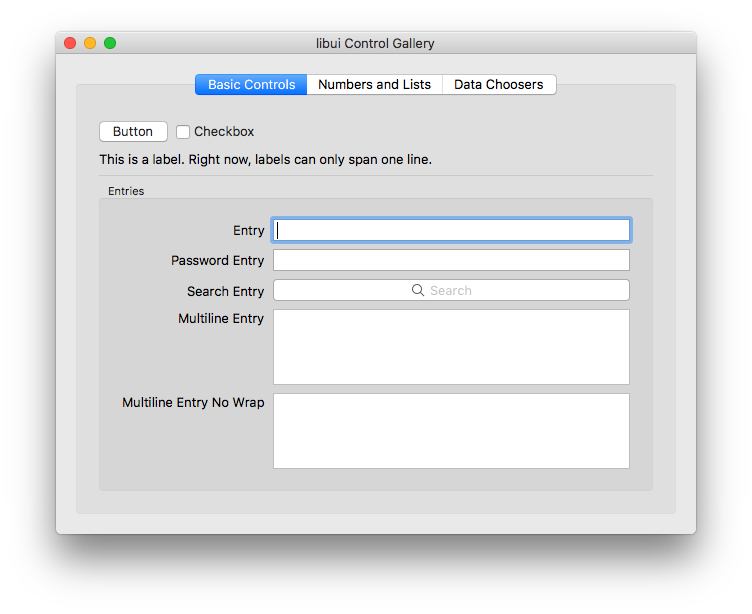 libui Control Gallery
Basic Controls Numbers and Lists Data Choosers
Button Checkbox
This is a label. Right now, labels can only span one line.
Entries
Entry
Password Entry
Search Entry Search
Multiline Entry
Multiline Entry No Wrap